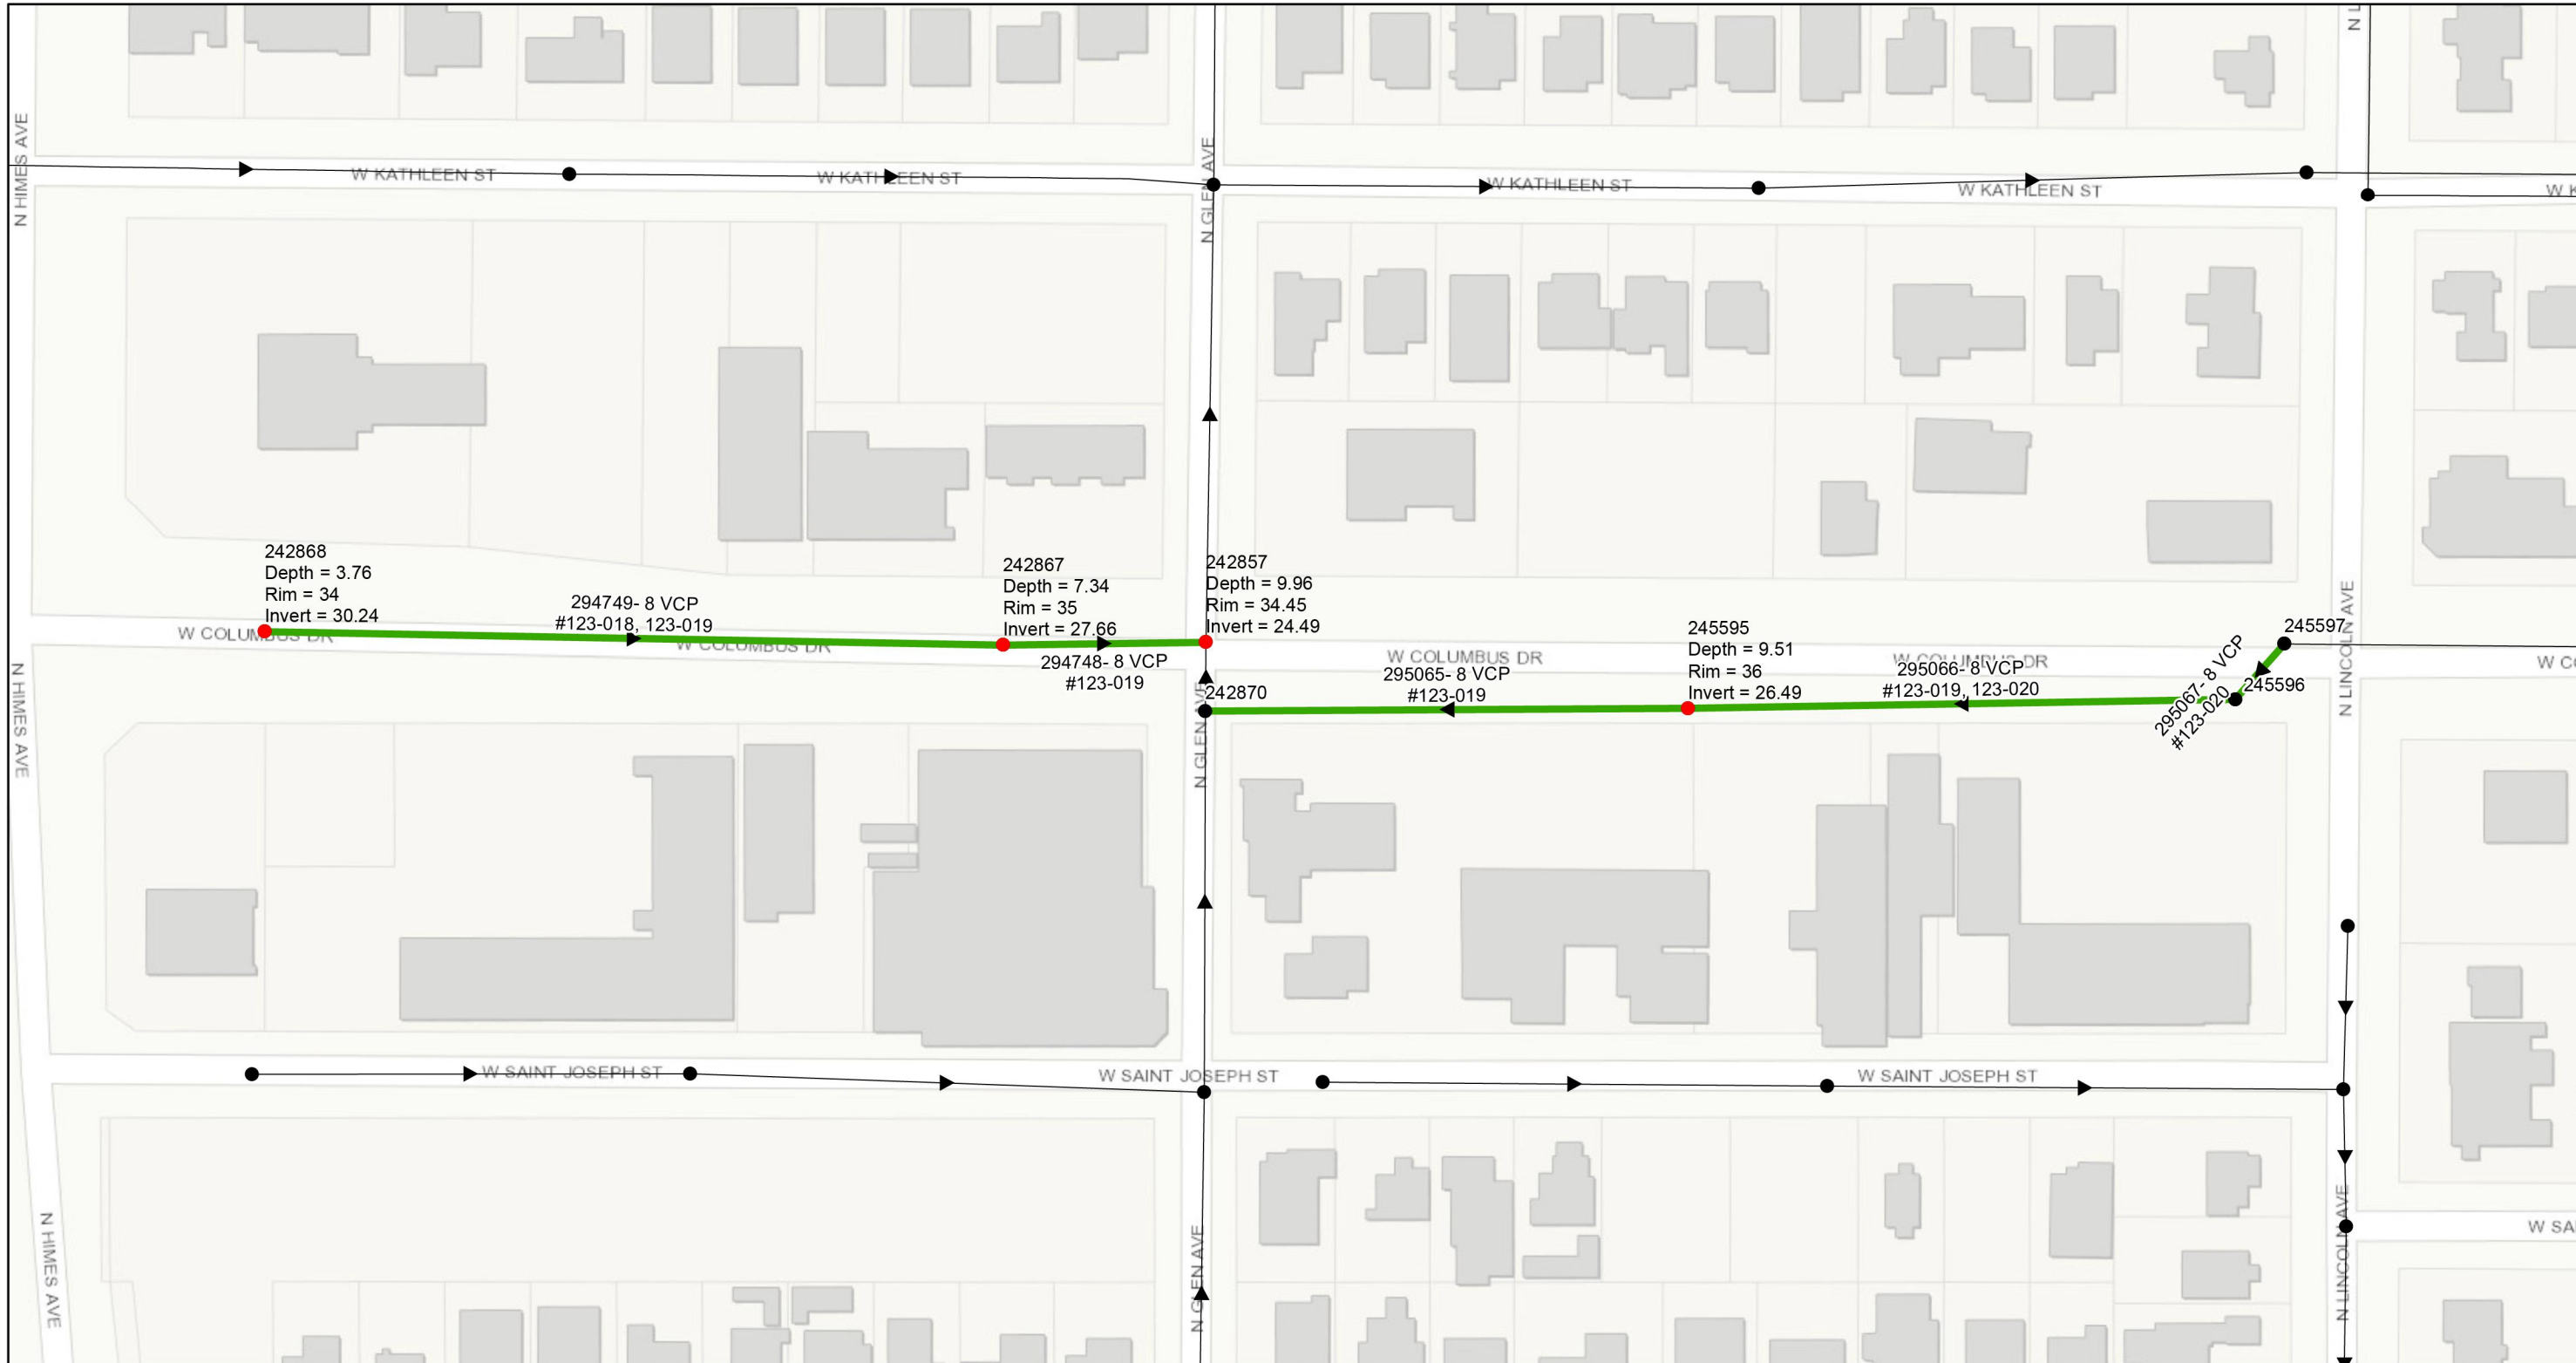 N L
N HIMES AVE
W KATHLEEN ST
W KATHLEEN ST
N GLEN AVE
W KATHLEEN ST
W KATHLEEN ST
W K
242868
Depth = 3.76
Rim = 34
Invert = 30.24
294749- 8 VCP
#123-018, 123-019
242867
Depth = 7.34
Rim = 35
Invert = 27.66
242857
Depth = 9.96
Rim = 34.45
Invert = 24.49
W COLUMBUS DR
W COLUMBUS DR
294748- 8 VCP
#123-019
242870
W COLUMBUS DR
295065- 8 VCP
#123-019
245595
Depth = 9.51
Rim = 36
Invert = 26.49
W COLUMBUS DR
295066- 8 VCP
#123-019, 123-020
295067- 8 VCP
#123-020
245597
245596
N LINCOLN AVE
W CO
N HIMES AVE
N GLEN AVE
W SAINT JOSEPH ST
W SAINT JOSEPH ST
W SAINT JOSEPH ST
N HIMES AVE
N GLEN AVE
N LINCOLN AVE
W SAI